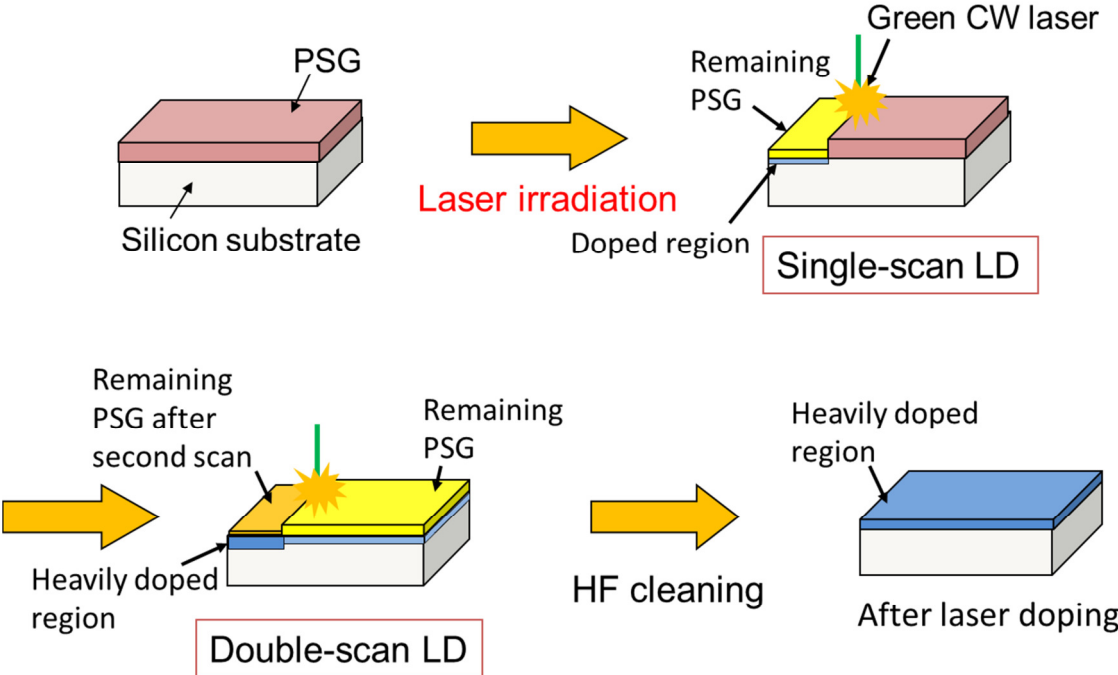 PSG
Silicon substrate
Laser irradiation
Green CW laser
Remaining
PSG
Doped region
Single-scan LD
Remaining
PSG after
second scan
Remaining
PSG
Heavily doped
region
Double-scan LD
HF cleaning
Heavily doped
region
After laser doping